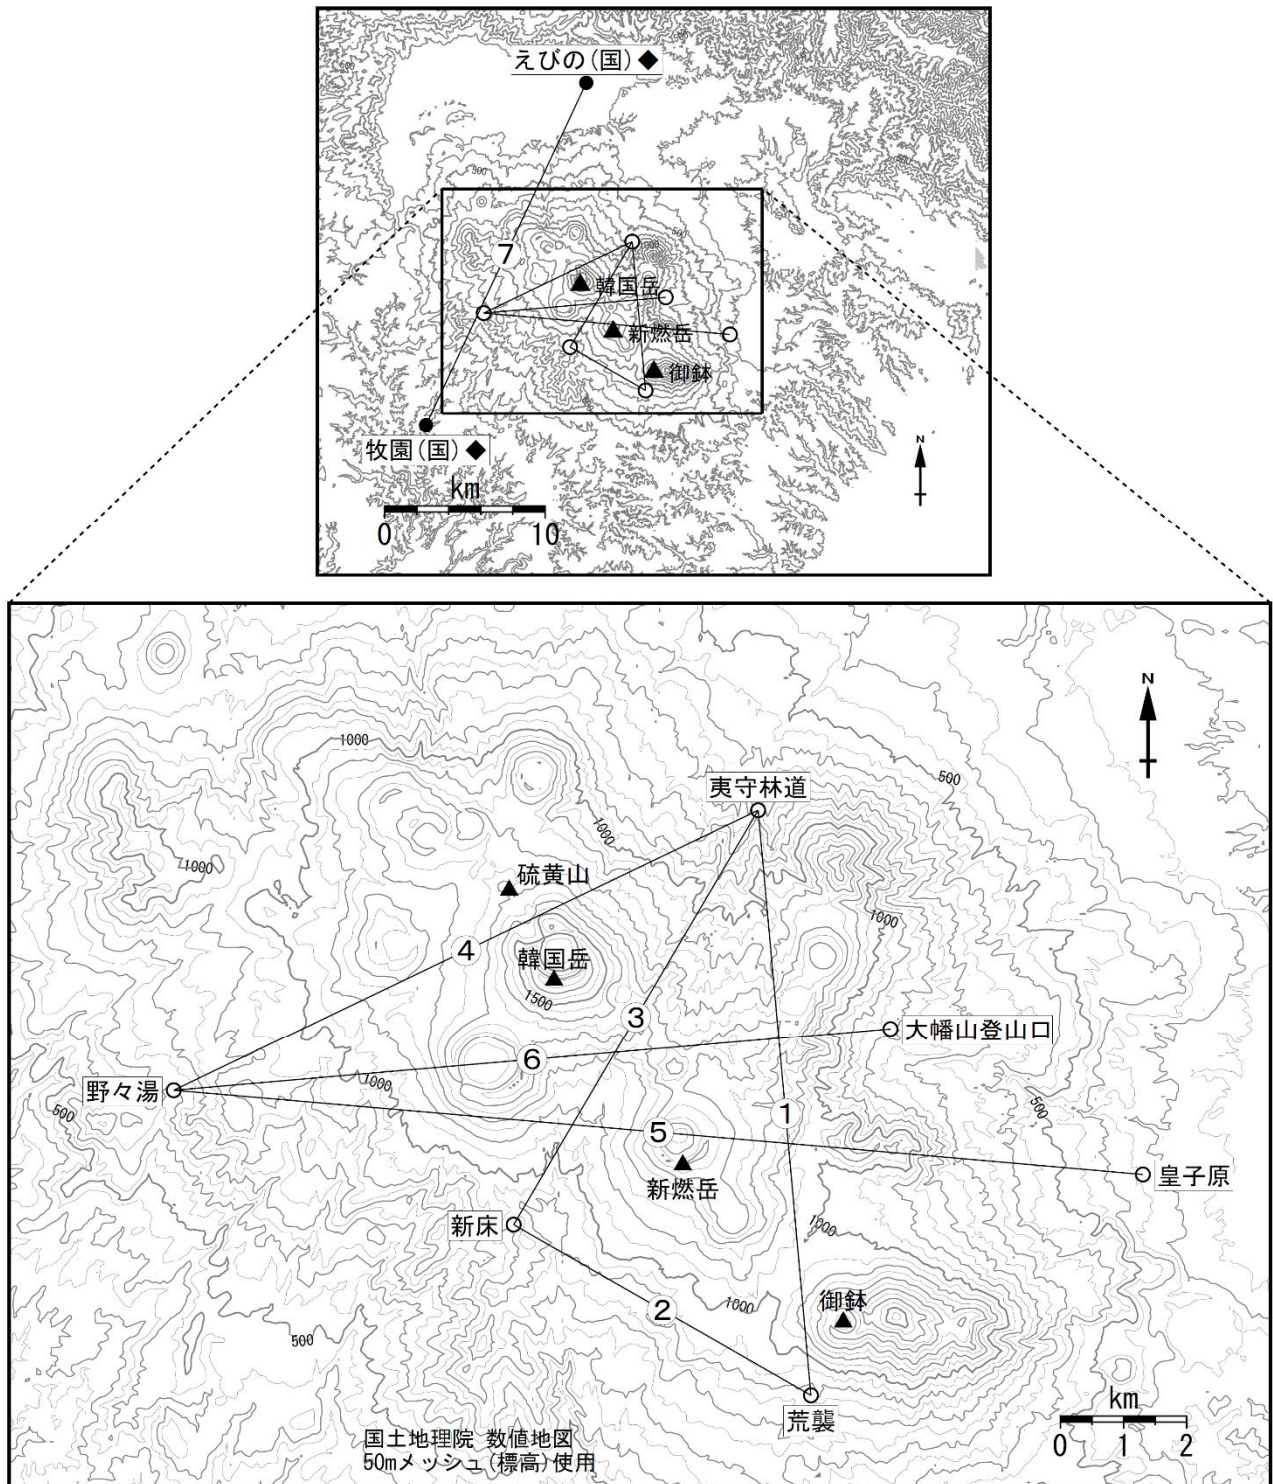 えびの(国)◆
500
7
500
1000
韓国岳
新燃岳
御鉢
牧園(国)◆
N
km
0 10
N
1000
夷守林道
500
1000
1000
硫黄山
1000
4
韓国岳
1500
3
大幡山登山口
6
野々湯
1000
500
500
1
5
皇子原
新燃岳
新床
1000
御鉢
2
1000
500
km
荒襲
0 1 2
国土地理院 数値地図
50mメッシュ(標高)使用